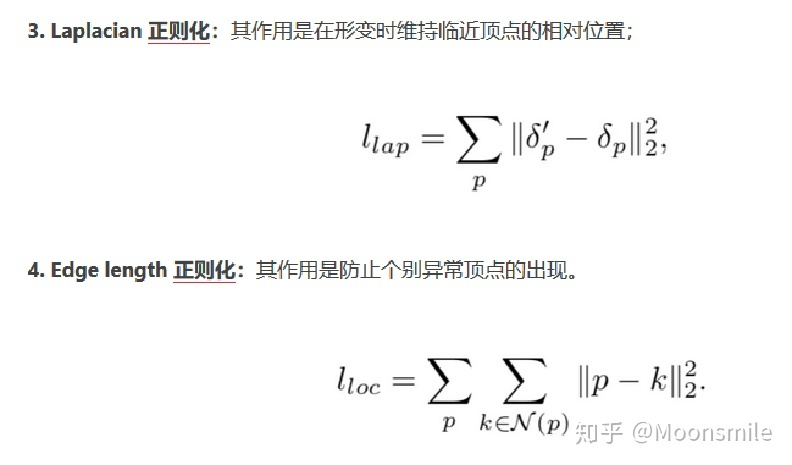 3. Laplacian 正则化：其作用是在形变时维持临近顶点的相对位置；
l_{lap} = \sum_p \|\delta'_p - \delta_p\|_2^2,
4. Edge length 正则化：其作用是防止个别异常顶点的出现。
l_{loc} = \sum_p \sum_{k \in \mathcal{N}(p)} \|p - k\|_2^2.
知乎 @Moonsmile